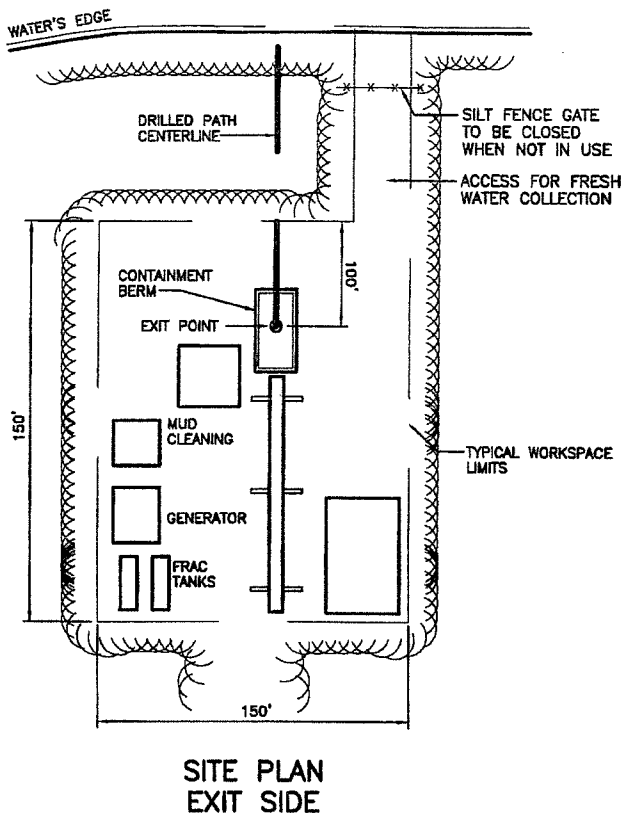 WATER'S EDGE
DRILLED PATH
CENTERLINE
SILT FENCE GATE
TO BE CLOSED
WHEN NOT IN USE
ACCESS FOR FRESH
WATER COLLECTION
100'
CONTAINMENT
BERM
EXIT POINT
150'
MUD
CLEANING
TYPICAL WORKSPACE
LIMITS
GENERATOR
FRAC
TANKS
150'
SITE PLAN
EXIT SIDE